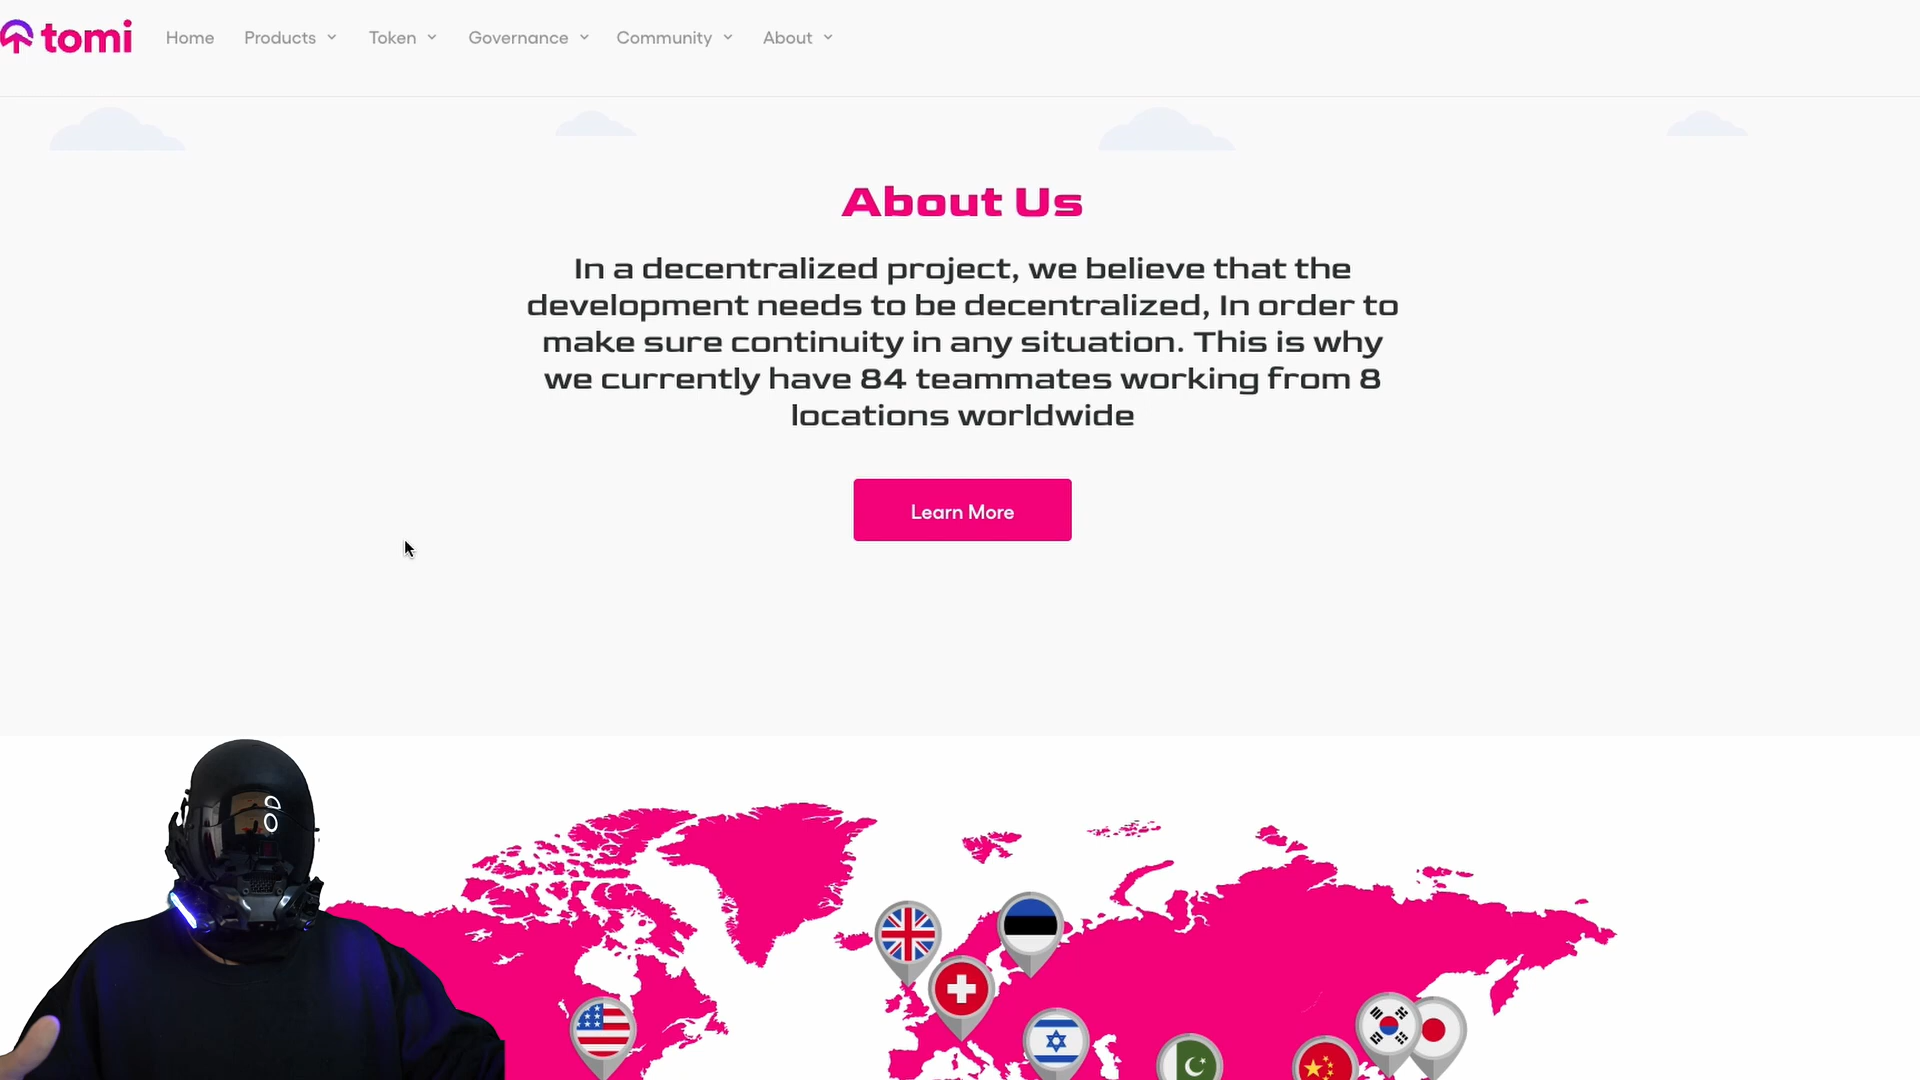 tomi
Home
Products
Token
Governance
Community
About
About Us
In a decentralized project, we believe that the
development needs to be decentralized, In order to
make sure continuity in any situation. This is why
we currently have 84 teammates working from 8
locations worldwide
Learn More